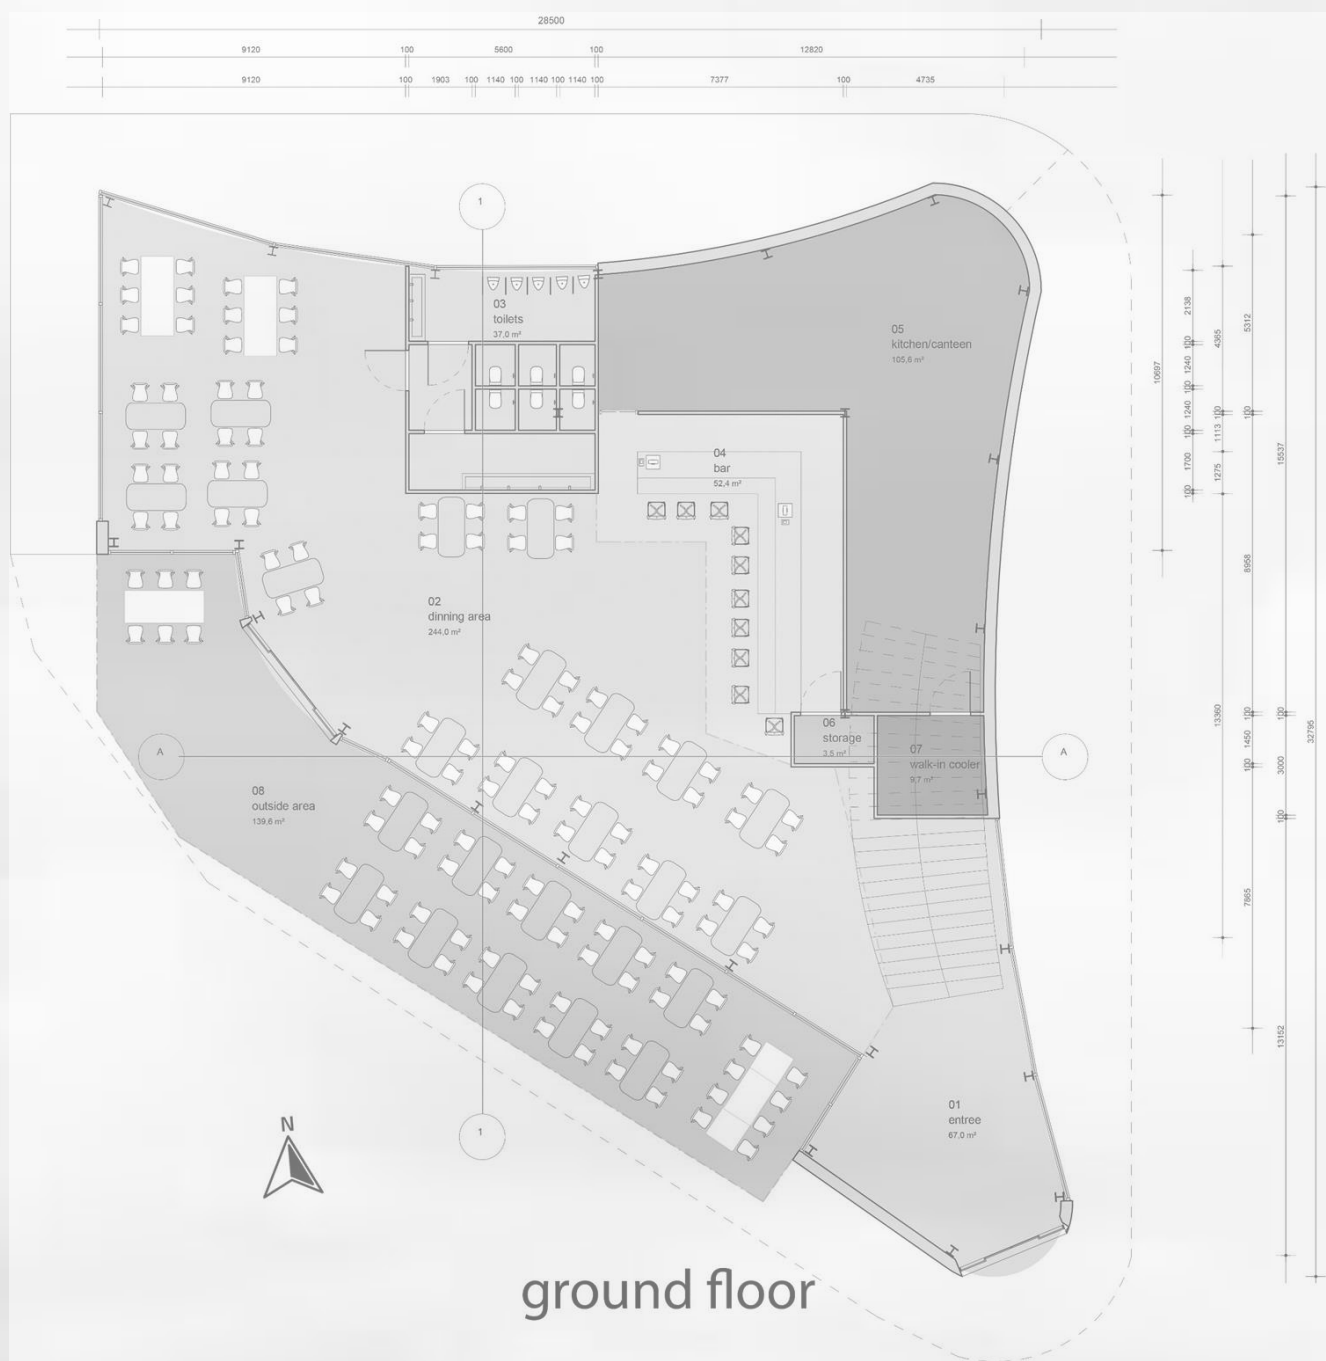 28500
9120 100 5600 100 12820
9120 100 1903 100 1140 100 1140 100 1140 100 7377 100 4735
1
03
toilets
37,0 m²
05
kitchen/canteen
105,6 m²
04
bar
52,4 m²
02
dinning area
244,0 m²
06
storage
3,5 m²
07
walk-in cooler
9,7 m²
A
A
08
outside area
139,6 m²
01
entree
67,0 m²
1
N
ground floor
10697
2138
100
1240
100
1240
100
1700
100
4365
100
1113
1275
13360
100
1450
100
5312
100
8958
7865
15537
100
3000
100
13152
32795